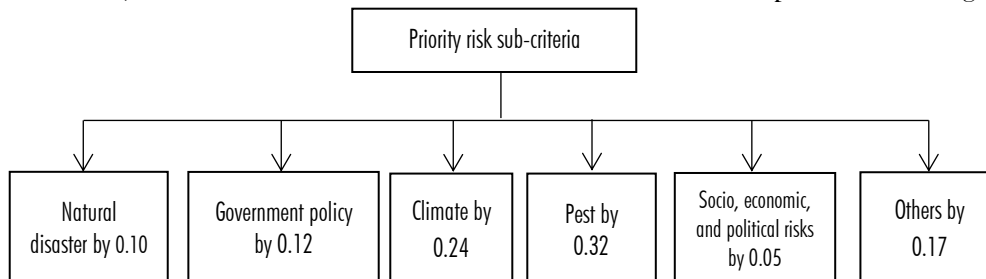 Priority risk sub-criteria
Natural
disaster by 0.10
Government policy
by 0.12
Climate by
0.24
Pest by
0.32
Socio, economic,
and political risks
by 0.05
Others by
0.17